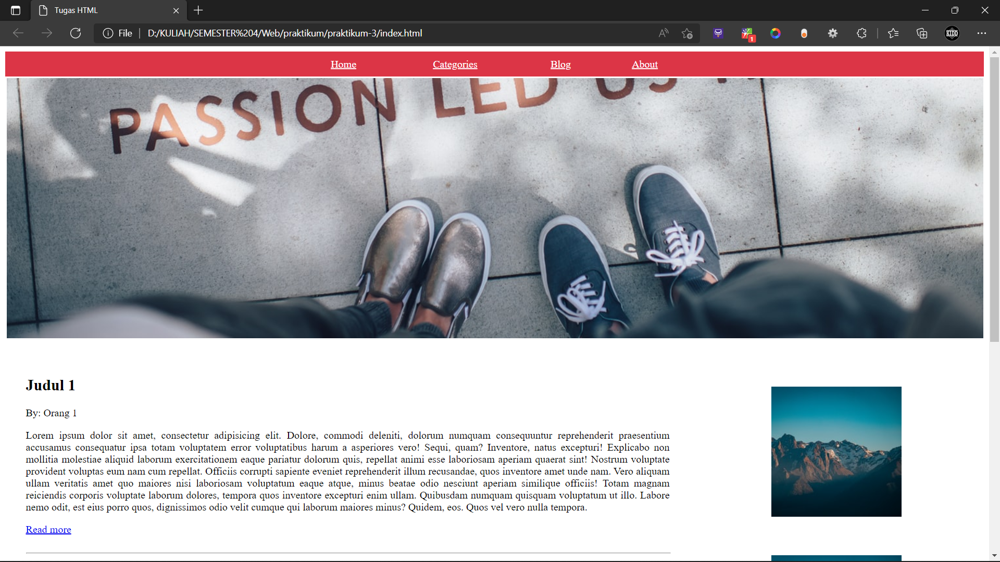 Tugas HTML
File
D:/KULIAH/SEMESTER%204/Web/praktikum/praktikum-3/index.html
1
KIDD
Home Categories Blog About
PASSION LED US
Judul 1
By: Orang 1
Lorem ipsum dolor sit amet, consectetur adipisicing elit. Dolore, commodi deleniti, dolorum numquam consequuntur reprehenderit praesentium
accusamus consequatur ipsa totam voluptatem error voluptatibus harum a asperiores vero! Sequi, quam? Inventore, natus excepturi! Explicabo non
mollitia molestiae aliquid laborum exercitationem eaque pariatur dolorum quis, repellat animi esse laboriosam aperiam quaerat sint! Nostrum voluptate
provident voluptas eum nam cum repellat. Officiis corrupti sapiente eveniet reprehenderit illum recusandae, quos inventore amet unde nam. Vero aliquam
ullam veritatis amet quo maiores nisi laboriosam voluptatum eaque atque, minus beatae odio nesciunt aperiam similique officiis! Totam magnam
reiciendis corporis voluptate laborum dolores, tempora quos inventore excepturi enim ullam. Quibusdam numquam quisquam voluptatum ut illo. Labore
nemo odit, est eius porro quos, dignissimos odio velit cumque qui laborum maiores minus? Quidem, eos. Quos vel vero nulla tempora.
Read more